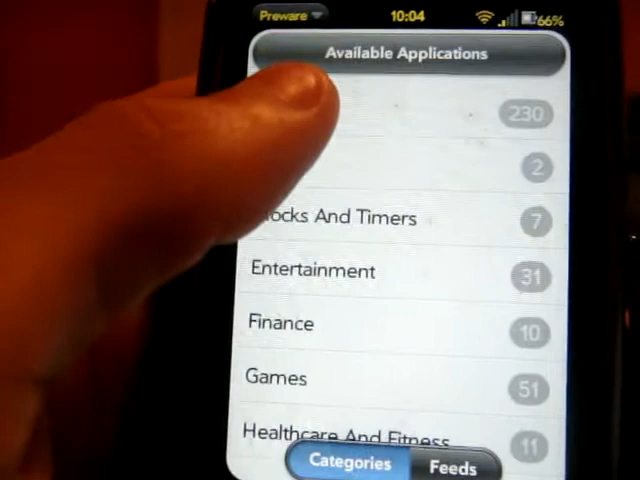 Preware 10:04 66%
Available Applications
230
2
ocks And Timers 7
Entertainment 31
Finance 10
Games 51
Healthcare And Fitness 11
Categories Feeds